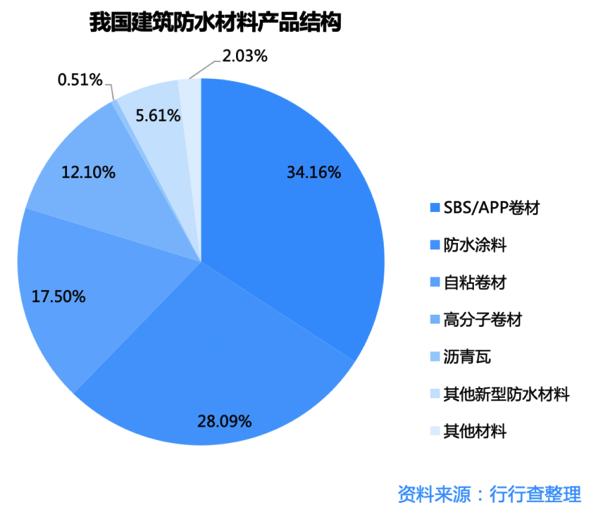 我国建筑防水材料产品结构
2.03%
0.51%
5.61%
34.16%
12.10%
17.50%
28.09%
SBS/APP卷材
防水涂料
自粘卷材
高分子卷材
沥青瓦
其他新型防水材料
其他材料
资料来源：行行查整理